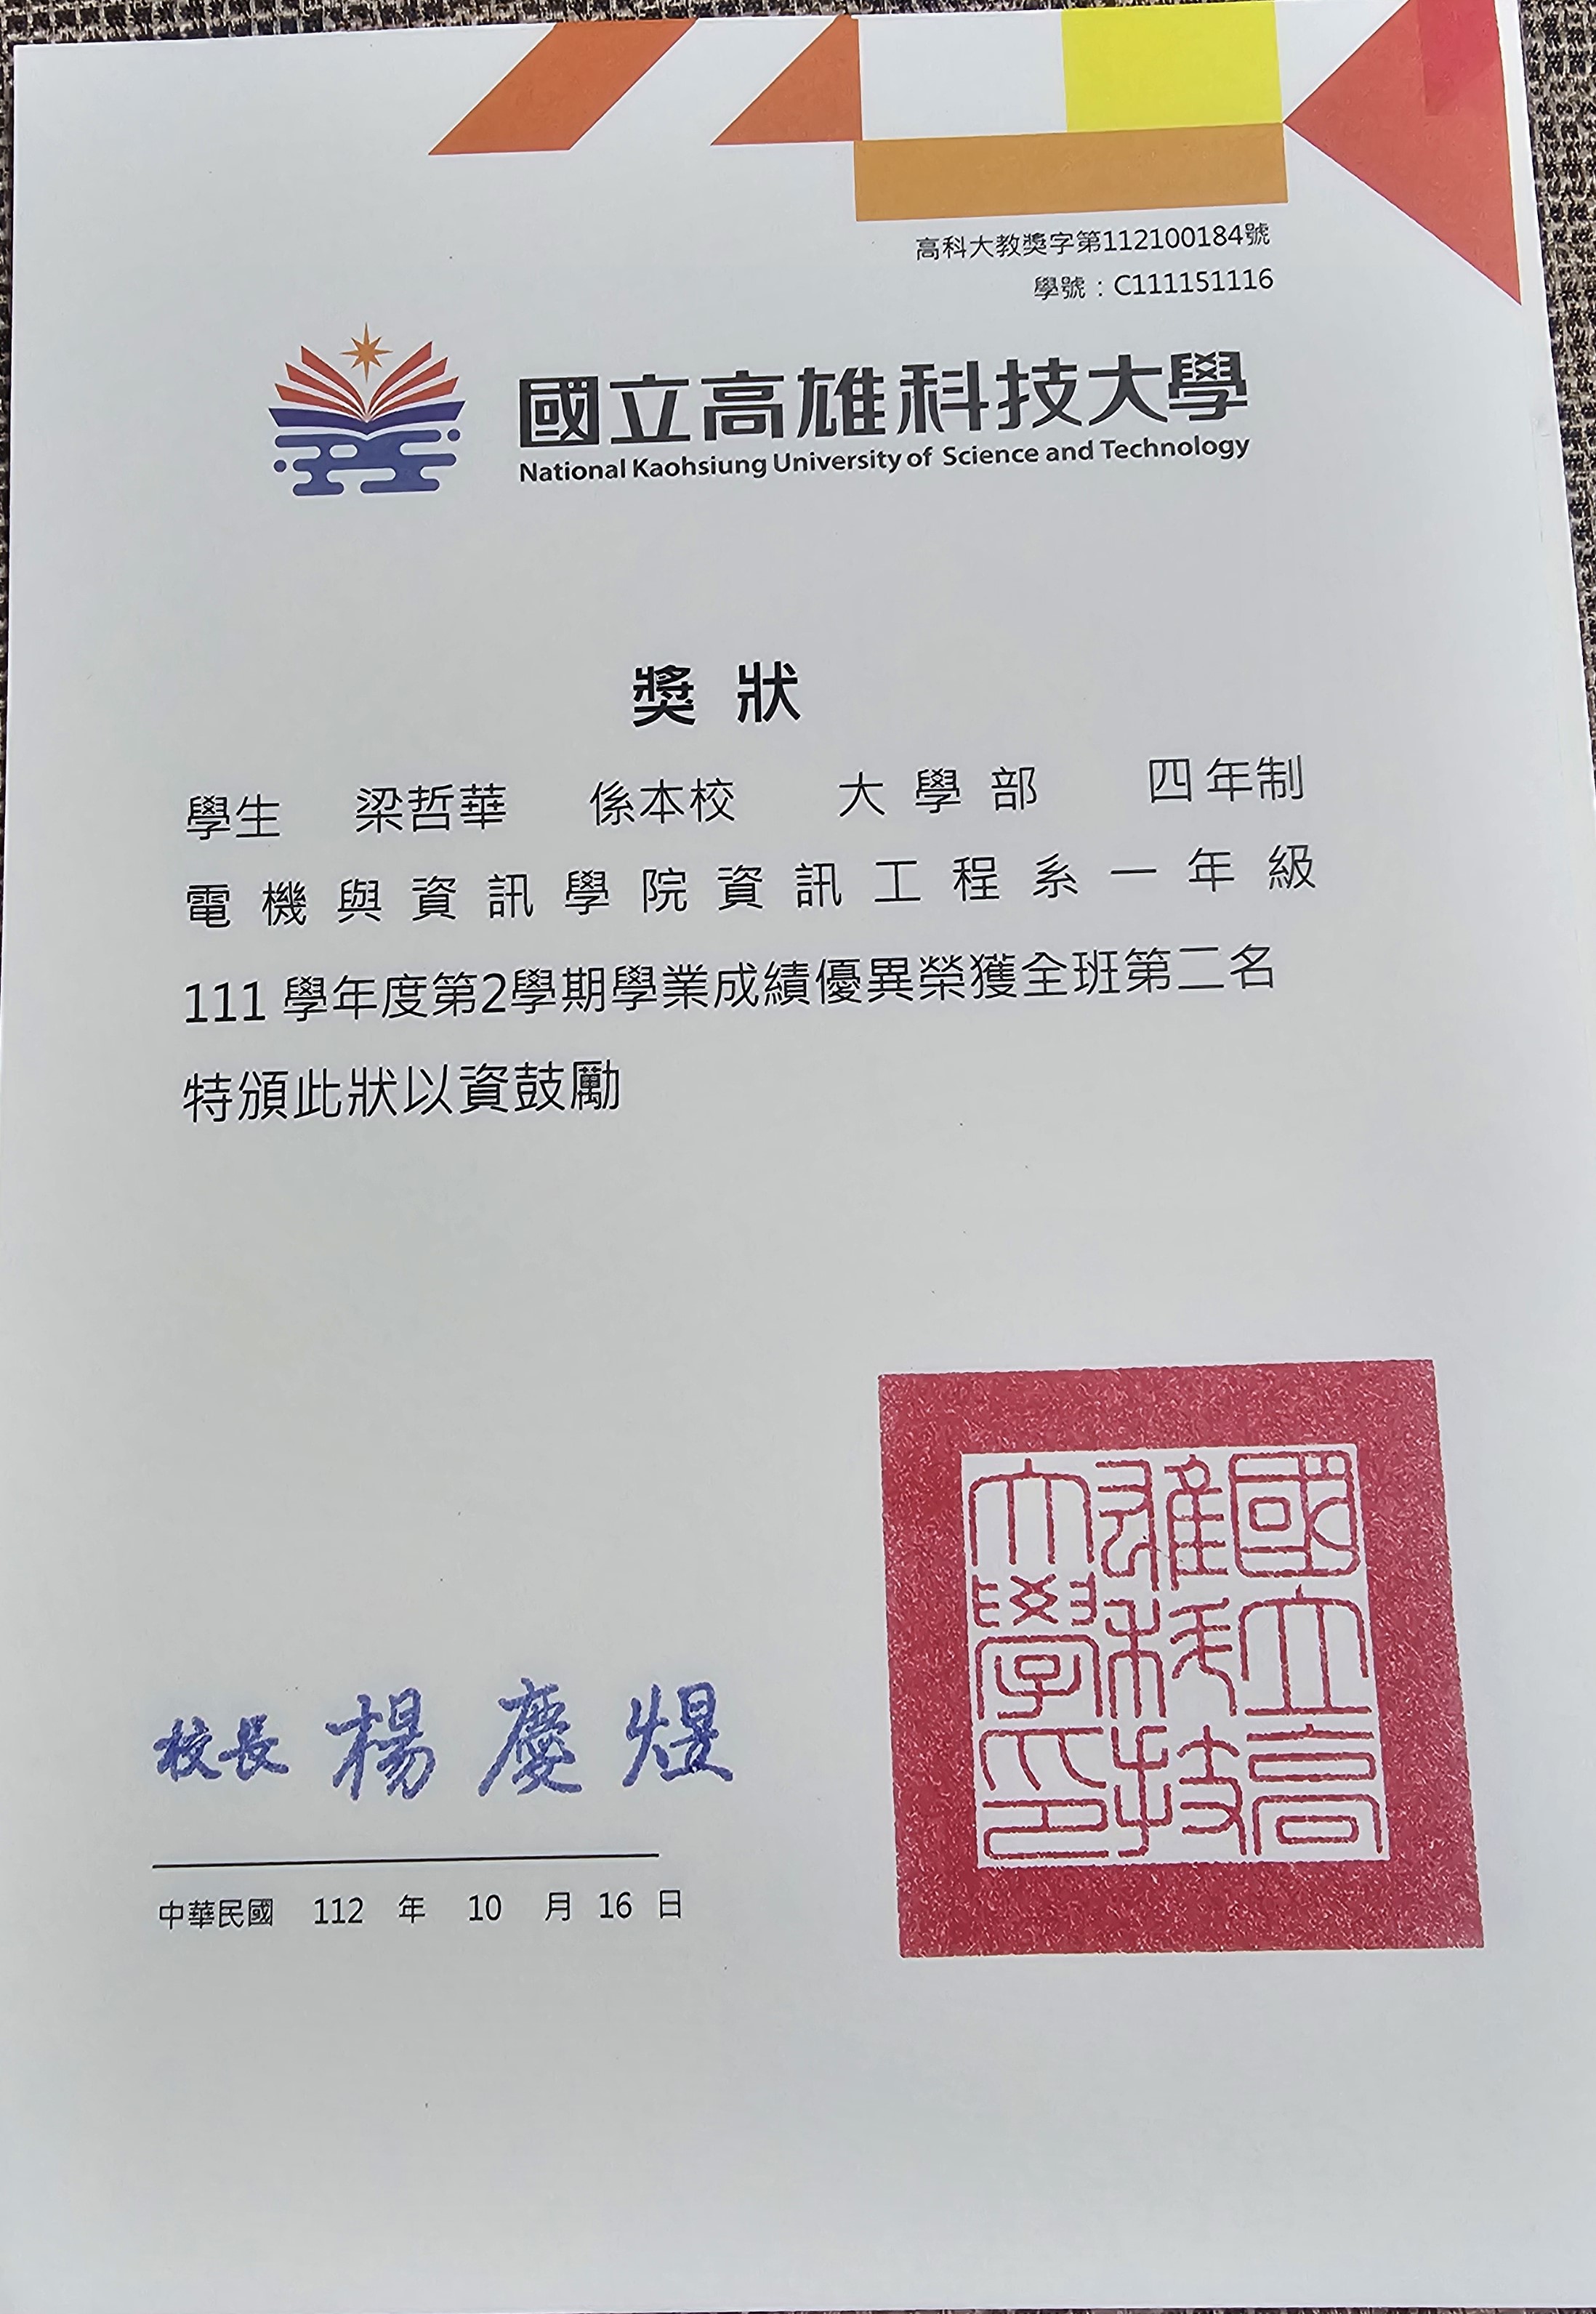 高科大教獎字第112100184號
學號：C111151116
國立高雄科技大學
National Kaohsiung University of Science and Technology
獎狀
學生 梁哲華 係本校 大學部 四年制
電機與資訊學院資訊工程系一年級
111 學年度第2學期學業成績優異榮獲全班第二名
特頒此狀以資鼓勵
國立高雄科技大學印
校長 楊慶煜
中華民國 112 年 10 月 16 日